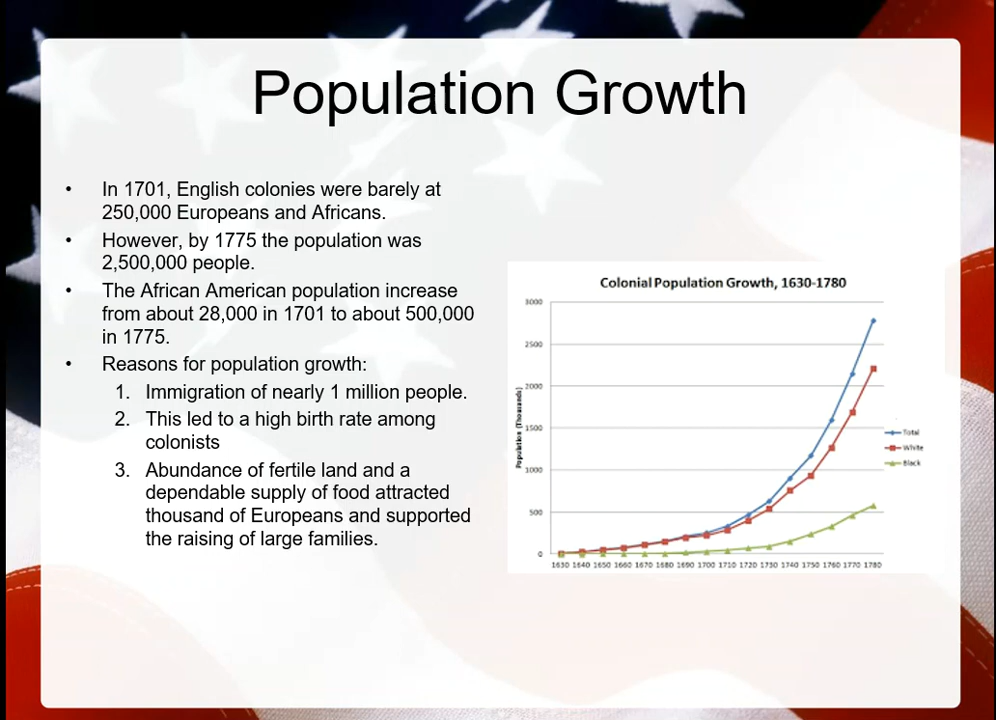 Population Growth
• In 1701, English colonies were barely at
250,000 Europeans and Africans.
• However, by 1775 the population was
2,500,000 people.
• The African American population increase
from about 28,000 in 1701 to about 500,000
in 1775.
• Reasons for population growth:
1. Immigration of nearly 1 million people.
2. This led to a high birth rate among
colonists
3. Abundance of fertile land and a
dependable supply of food attracted
thousand of Europeans and supported
the raising of large families.
Colonial Population Growth, 1630-1780
Population (Thousands)
3000
2500
2000
1500
1000
500
0
1630 1640 1650 1660 1670 1680 1690 1700 1710 1720 1730 1740 1750 1760 1770 1780
Total
White
Black